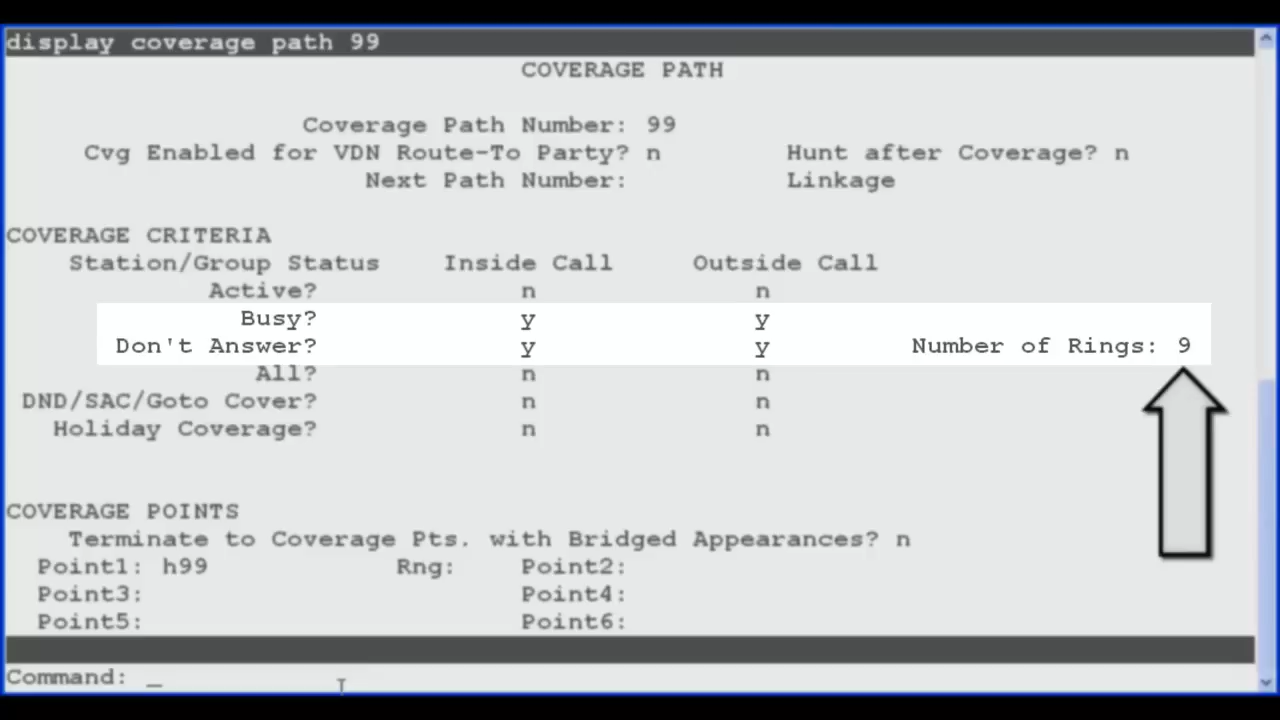 display coverage path 99
COVERAGE PATH
Coverage Path Number: 99
Cvg Enabled for VDN Route-To Party? n Hunt after Coverage? n
Next Path Number: Linkage
COVERAGE CRITERIA
Station/Group Status Inside Call Outside Call
Active? n n
Busy? y y
Don't Answer? y y Number of Rings: 9
All? n n
DND/SAC/Goto Cover? n n
Holiday Coverage? n n
COVERAGE POINTS
Terminate to Coverage Pts. with Bridged Appearances? n
Point1: h99 Rng: Point2:
Point3: Point4:
Point5: Point6:
Command: _